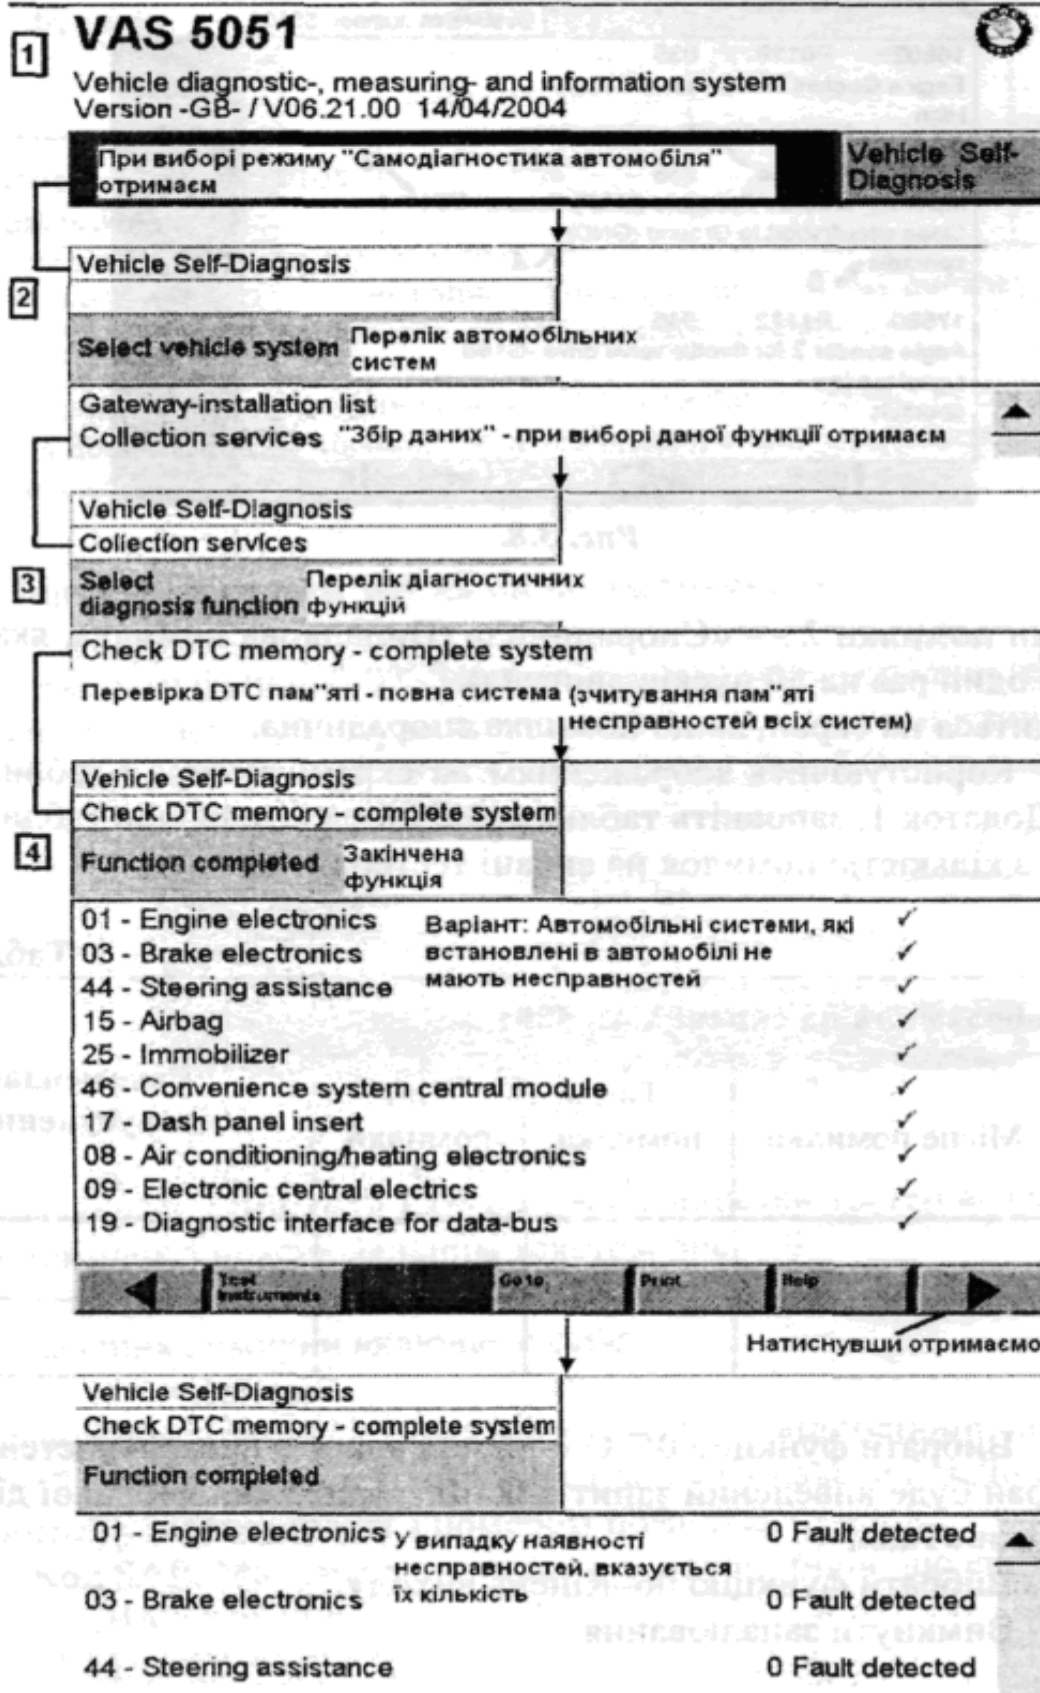 1
VAS 5051
Vehicle diagnostic-, measuring- and information system
Version -GB- / V06.21.00 14/04/2004
При виборі режиму "Самодіагностика автомобіля"
отримаєм
Vehicle Self-
Diagnosis
Vehicle Self-Diagnosis
2
Select vehicle system
Перелік автомобільних
систем
Gateway-installation list
Collection services "Збір даних" - при виборі даної функції отримаєм
Vehicle Self-Diagnosis
Collection services
3
Select
diagnosis function
Перелік діагностичних
функцій
Check DTC memory - complete system
Перевірка DTC пам"яті - повна система (зчитування пам"яті
несправностей всіх систем)
Vehicle Self-Diagnosis
Check DTC memory - complete system
4
Function completed
Закінчена
функція
01 - Engine electronics ✓
03 - Brake electronics ✓
44 - Steering assistance ✓
Варіант: Автомобільні системи, які
встановлені в автомобілі не
мають несправностей
15 - Airbag ✓
25 - Immobilizer ✓
46 - Convenience system central module ✓
17 - Dash panel insert ✓
08 - Air conditioning/heating electronics ✓
09 - Electronic central electrics ✓
19 - Diagnostic interface for data-bus ✓
Test
Instruments
Go to
Print
Help
Натиснувши отримаємо
Vehicle Self-Diagnosis
Check DTC memory - complete system
Function completed
01 - Engine electronics
У випадку наявності
несправностей, вказується
їх кількість
0 Fault detected
03 - Brake electronics 0 Fault detected
44 - Steering assistance 0 Fault detected